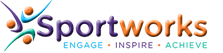 Sportworks
ENGAGE • INSPIRE • ACHIEVE